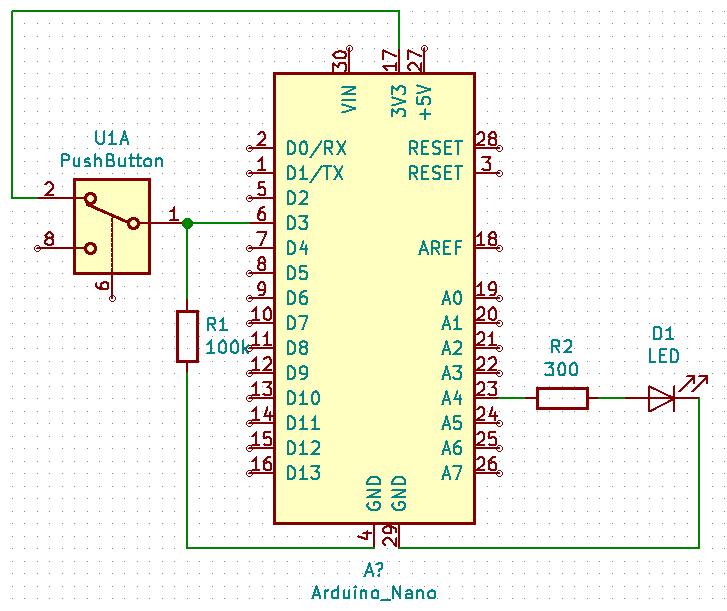 30
17
27
VIN
3V3
+5V
U1A
PushButton
2
8
1
6
2 D0/RX
1 D1/TX
5 D2
6 D3
7 D4
8 D5
9 D6
10 D7
11 D8
12 D9
13 D10
14 D11
15 D12
16 D13
RESET 28
RESET 3
AREF 18
A0 19
A1 20
A2 21
A3 22
A4 23
A5 24
A6 25
A7 26
R1
100k
R2
300
D1
LED
GND
GND
4
29
A?
Arduino_Nano